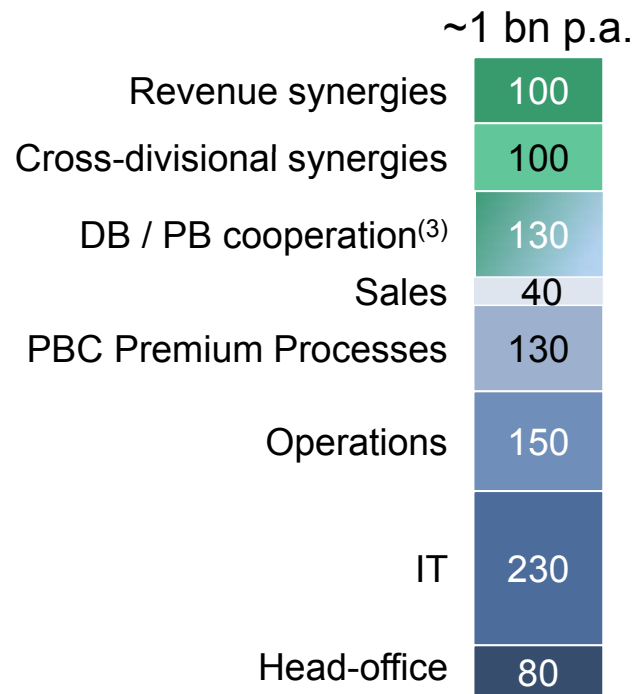 ~1 bn p.a.
Revenue synergies 100
Cross-divisional synergies 100
DB / PB cooperation(3) 130
Sales 40
PBC Premium Processes 130
Operations 150
IT 230
Head-office 80